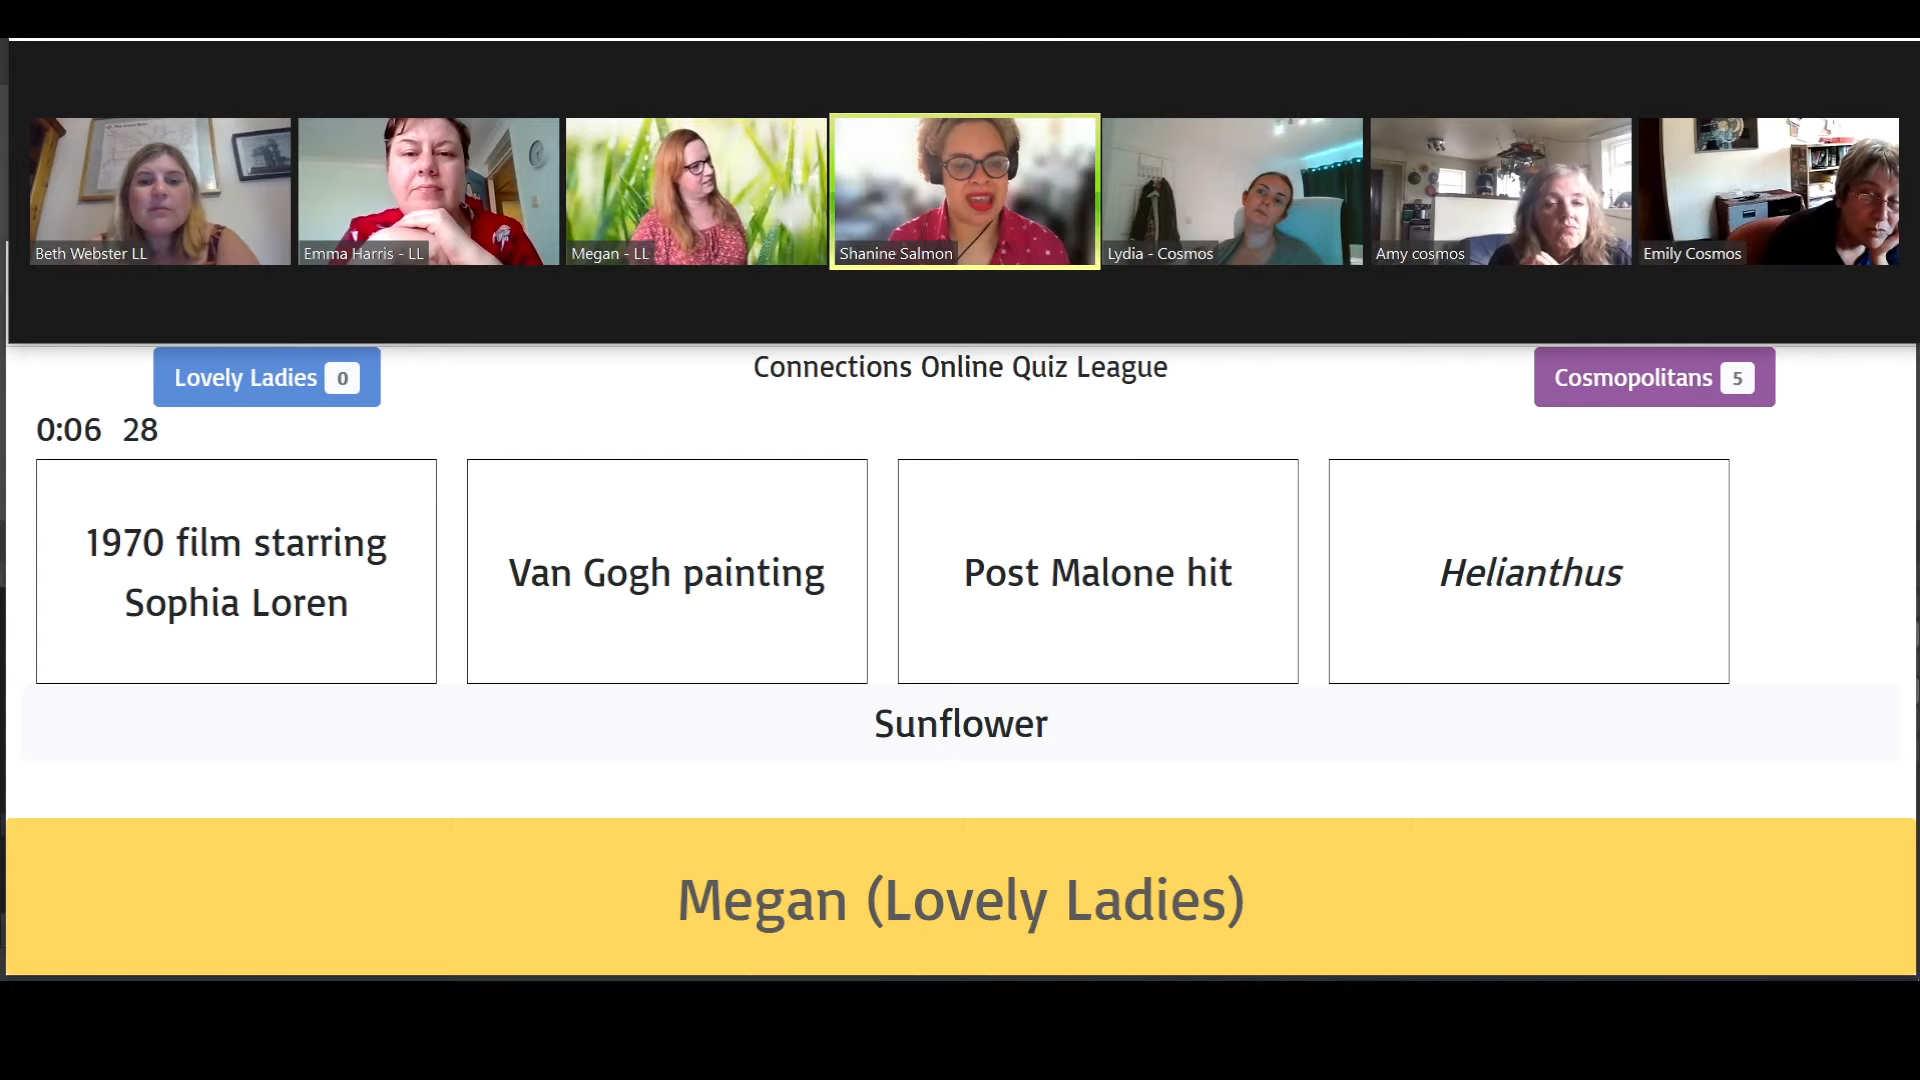 Beth Webster LL
Emma Harris - LL
Megan - LL
Shanine Salmon
Lydia - Cosmos
Amy cosmos
Emily Cosmos
Lovely Ladies 0
Connections Online Quiz League
Cosmopolitans 5
0:06 28
1970 film starring
Sophia Loren
Van Gogh painting
Post Malone hit
Helianthus
Sunflower
Megan (Lovely Ladies)